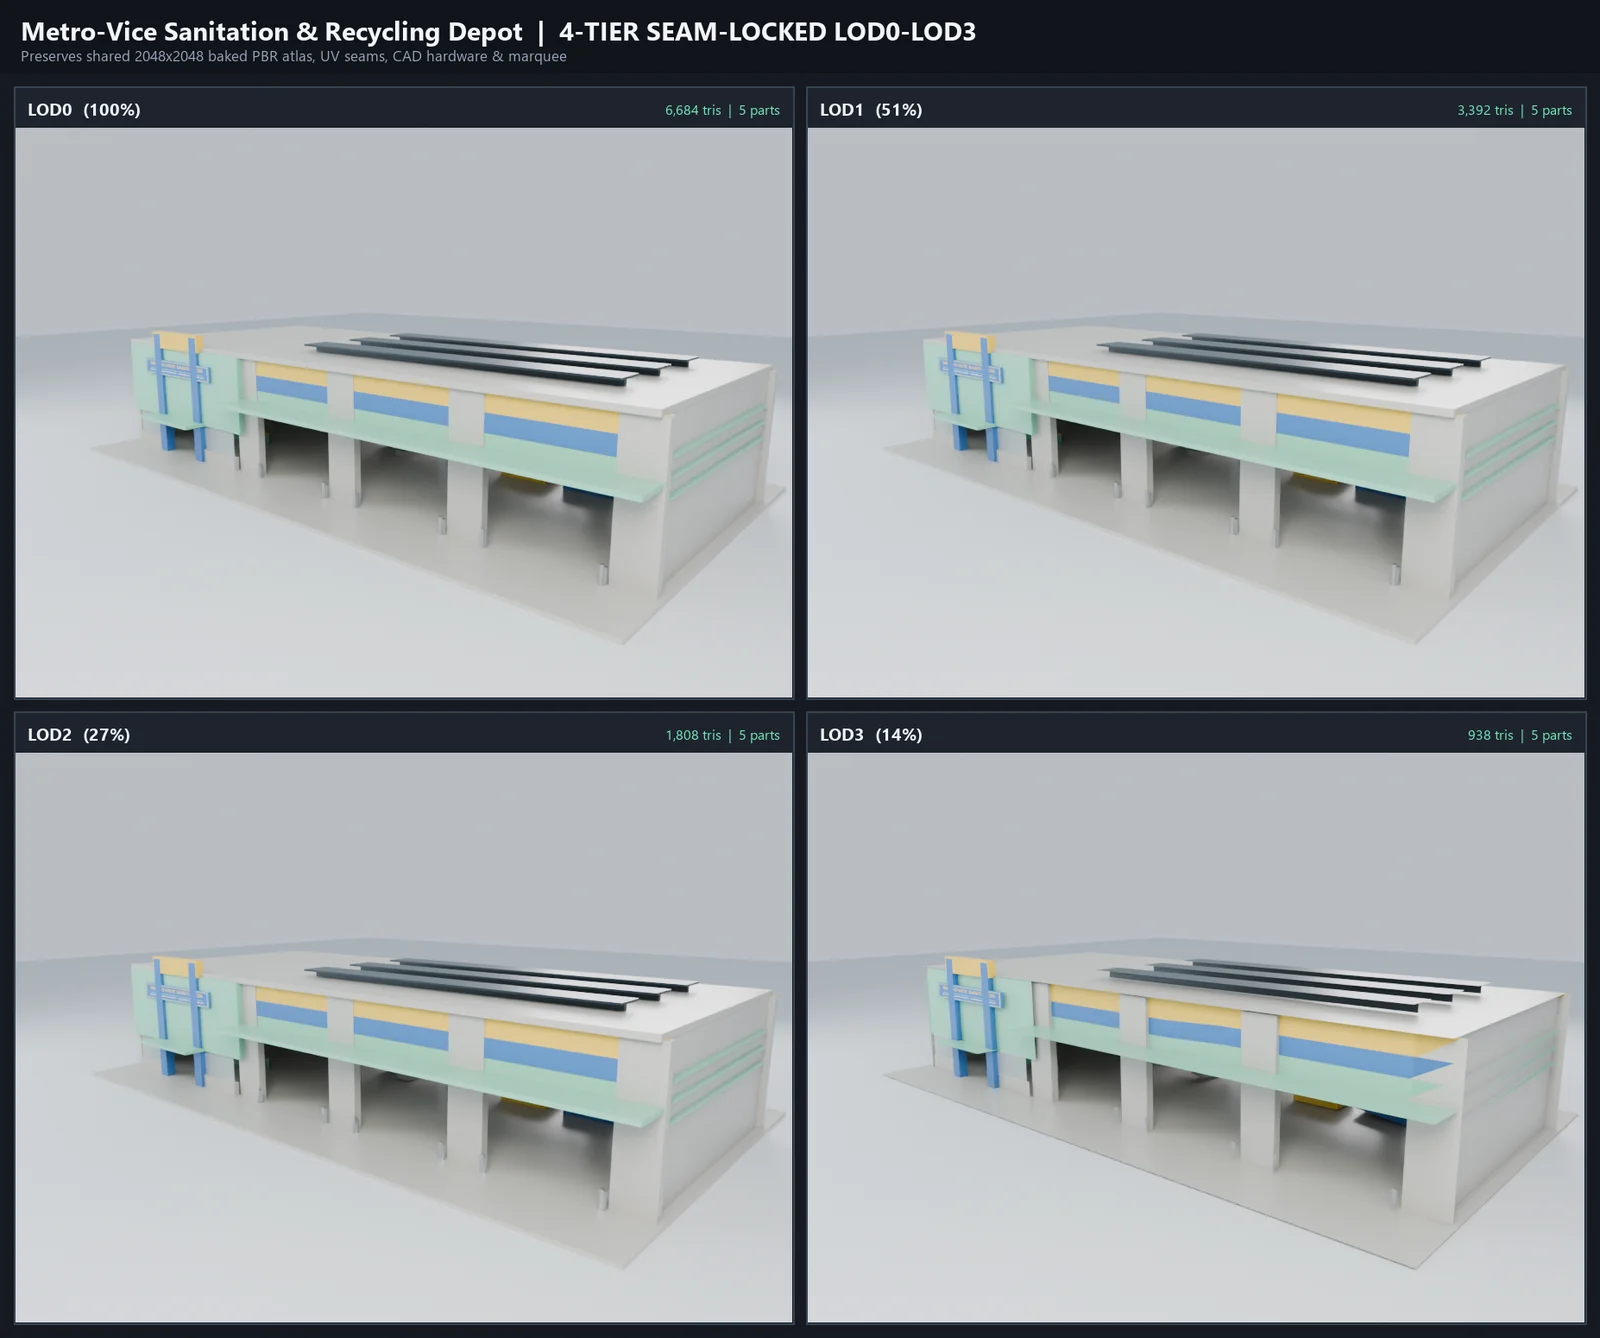 Metro-Vice Sanitation & Recycling Depot | 4-TIER SEAM-LOCKED LOD0-LOD3
Preserves shared 2048x2048 baked PBR atlas, UV seams, CAD hardware & marquee
LOD0 (100%)
6,684 tris | 5 parts
LOD1 (51%)
3,392 tris | 5 parts
LOD2 (27%)
1,808 tris | 5 parts
LOD3 (14%)
938 tris | 5 parts